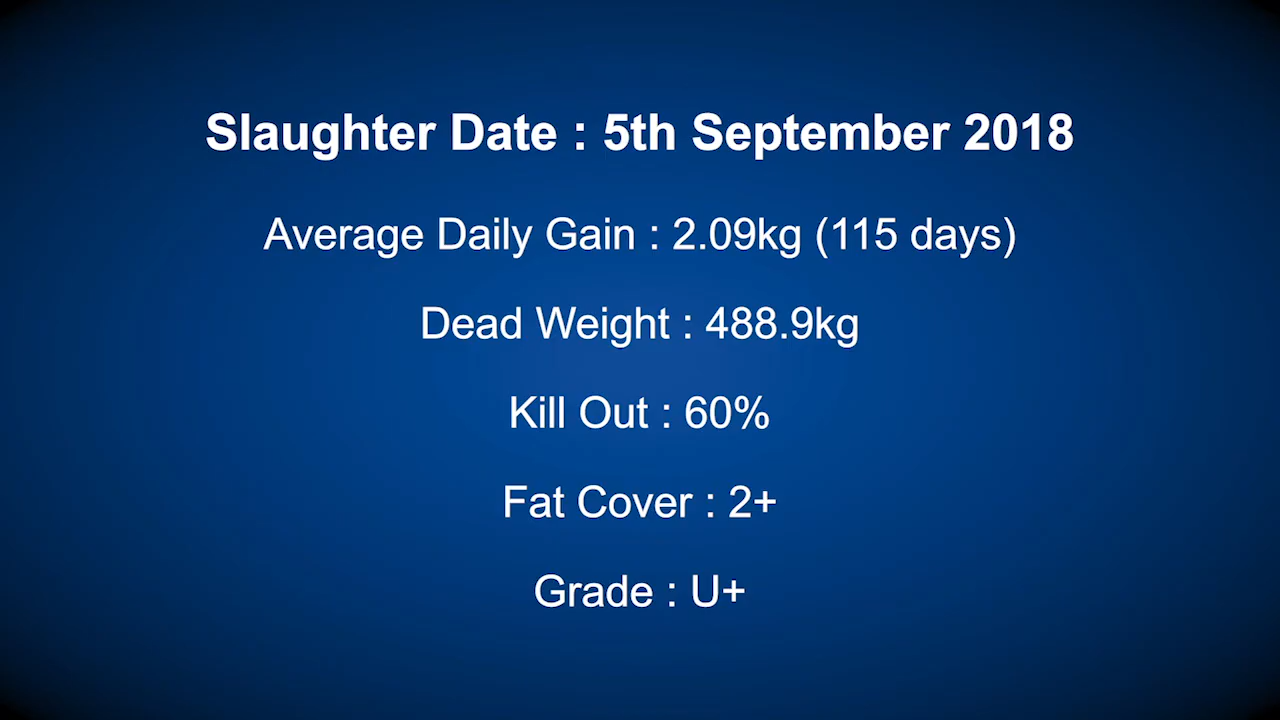 Slaughter Date : 5th September 2018
Average Daily Gain : 2.09kg (115 days)
Dead Weight : 488.9kg
Kill Out : 60%
Fat Cover : 2+
Grade : U+